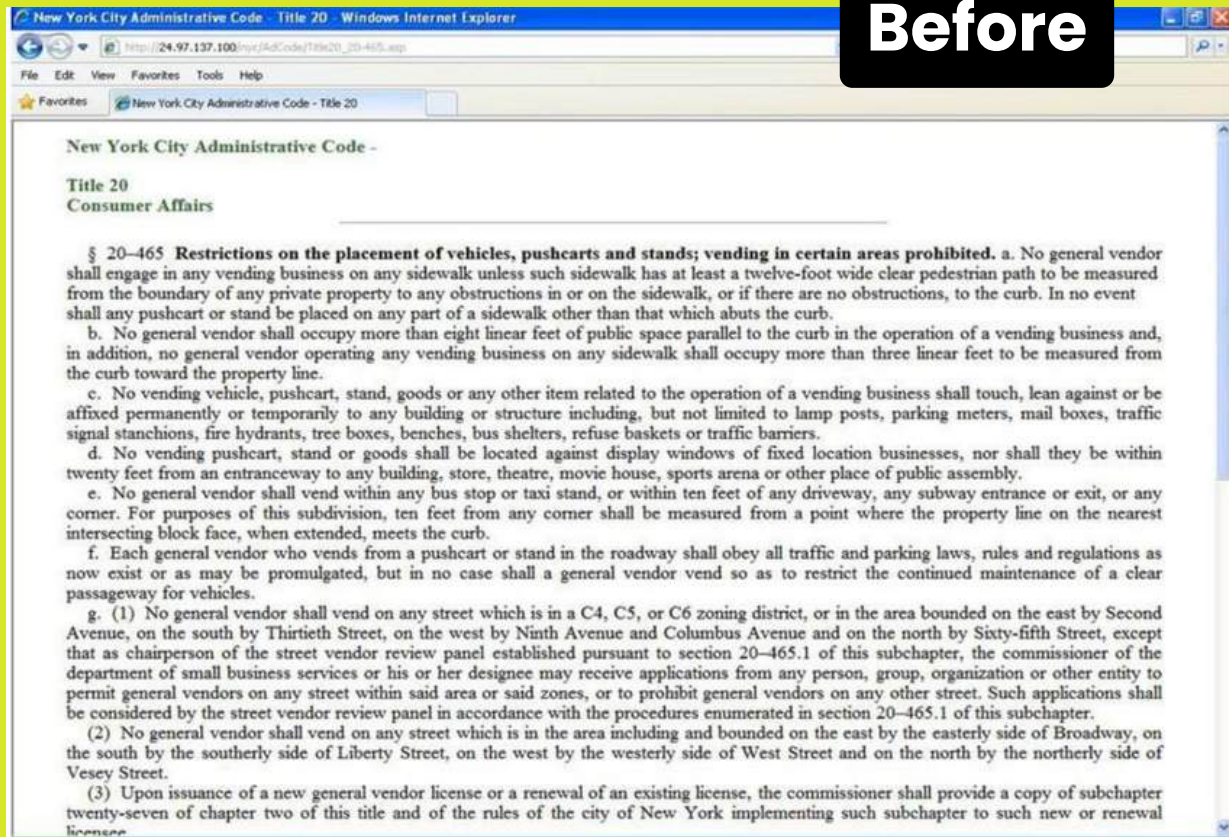 New York City Administrative Code - Title 20 - Windows Internet Explorer
Before
http://24.97.137.100/nyc/AdCode/Title20_20-465.asp
File Edit View Favorites Tools Help
Favorites New York City Administrative Code - Title 20
New York City Administrative Code -
Title 20
Consumer Affairs
§ 20–465 Restrictions on the placement of vehicles, pushcarts and stands; vending in certain areas prohibited. a. No general vendor
shall engage in any vending business on any sidewalk unless such sidewalk has at least a twelve-foot wide clear pedestrian path to be measured
from the boundary of any private property to any obstructions in or on the sidewalk, or if there are no obstructions, to the curb. In no event
shall any pushcart or stand be placed on any part of a sidewalk other than that which abuts the curb.
b. No general vendor shall occupy more than eight linear feet of public space parallel to the curb in the operation of a vending business and,
in addition, no general vendor operating any vending business on any sidewalk shall occupy more than three linear feet to be measured from
the curb toward the property line.
c. No vending vehicle, pushcart, stand, goods or any other item related to the operation of a vending business shall touch, lean against or be
affixed permanently or temporarily to any building or structure including, but not limited to lamp posts, parking meters, mail boxes, traffic
signal stanchions, fire hydrants, tree boxes, benches, bus shelters, refuse baskets or traffic barriers.
d. No vending pushcart, stand or goods shall be located against display windows of fixed location businesses, nor shall they be within
twenty feet from an entranceway to any building, store, theatre, movie house, sports arena or other place of public assembly.
e. No general vendor shall vend within any bus stop or taxi stand, or within ten feet of any driveway, any subway entrance or exit, or any
corner. For purposes of this subdivision, ten feet from any corner shall be measured from a point where the property line on the nearest
intersecting block face, when extended, meets the curb.
f. Each general vendor who vends from a pushcart or stand in the roadway shall obey all traffic and parking laws, rules and regulations as
now exist or as may be promulgated, but in no case shall a general vendor vend so as to restrict the continued maintenance of a clear
passageway for vehicles.
g. (1) No general vendor shall vend on any street which is in a C4, C5, or C6 zoning district, or in the area bounded on the east by Second
Avenue, on the south by Thirtieth Street, on the west by Ninth Avenue and Columbus Avenue and on the north by Sixty-fifth Street, except
that as chairperson of the street vendor review panel established pursuant to section 20–465.1 of this subchapter, the commissioner of the
department of small business services or his or her designee may receive applications from any person, group, organization or other entity to
permit general vendors on any street within said area or said zones, or to prohibit general vendors on any other street. Such applications shall
be considered by the street vendor review panel in accordance with the procedures enumerated in section 20–465.1 of this subchapter.
(2) No general vendor shall vend on any street which is in the area including and bounded on the east by the easterly side of Broadway, on
the south by the southerly side of Liberty Street, on the west by the westerly side of West Street and on the north by the northerly side of
Vesey Street.
(3) Upon issuance of a new general vendor license or a renewal of an existing license, the commissioner shall provide a copy of subchapter
twenty-seven of chapter two of this title and of the rules of the city of New York implementing such subchapter to such new or renewal
licensee